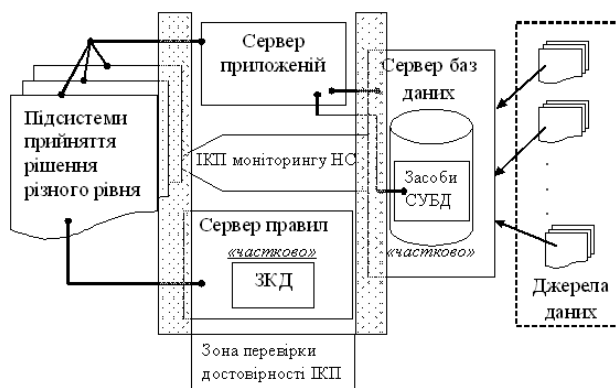 Сервер
приложеній
Сервер баз
даних
Підсистеми
прийняття
рішення
різного рівня
ІКП моніторингу НС
Засоби
СУБД
«частково»
Сервер правил
«частково»
ЗКД
Джерела
даних
Зона перевірки
достовірності ІКП